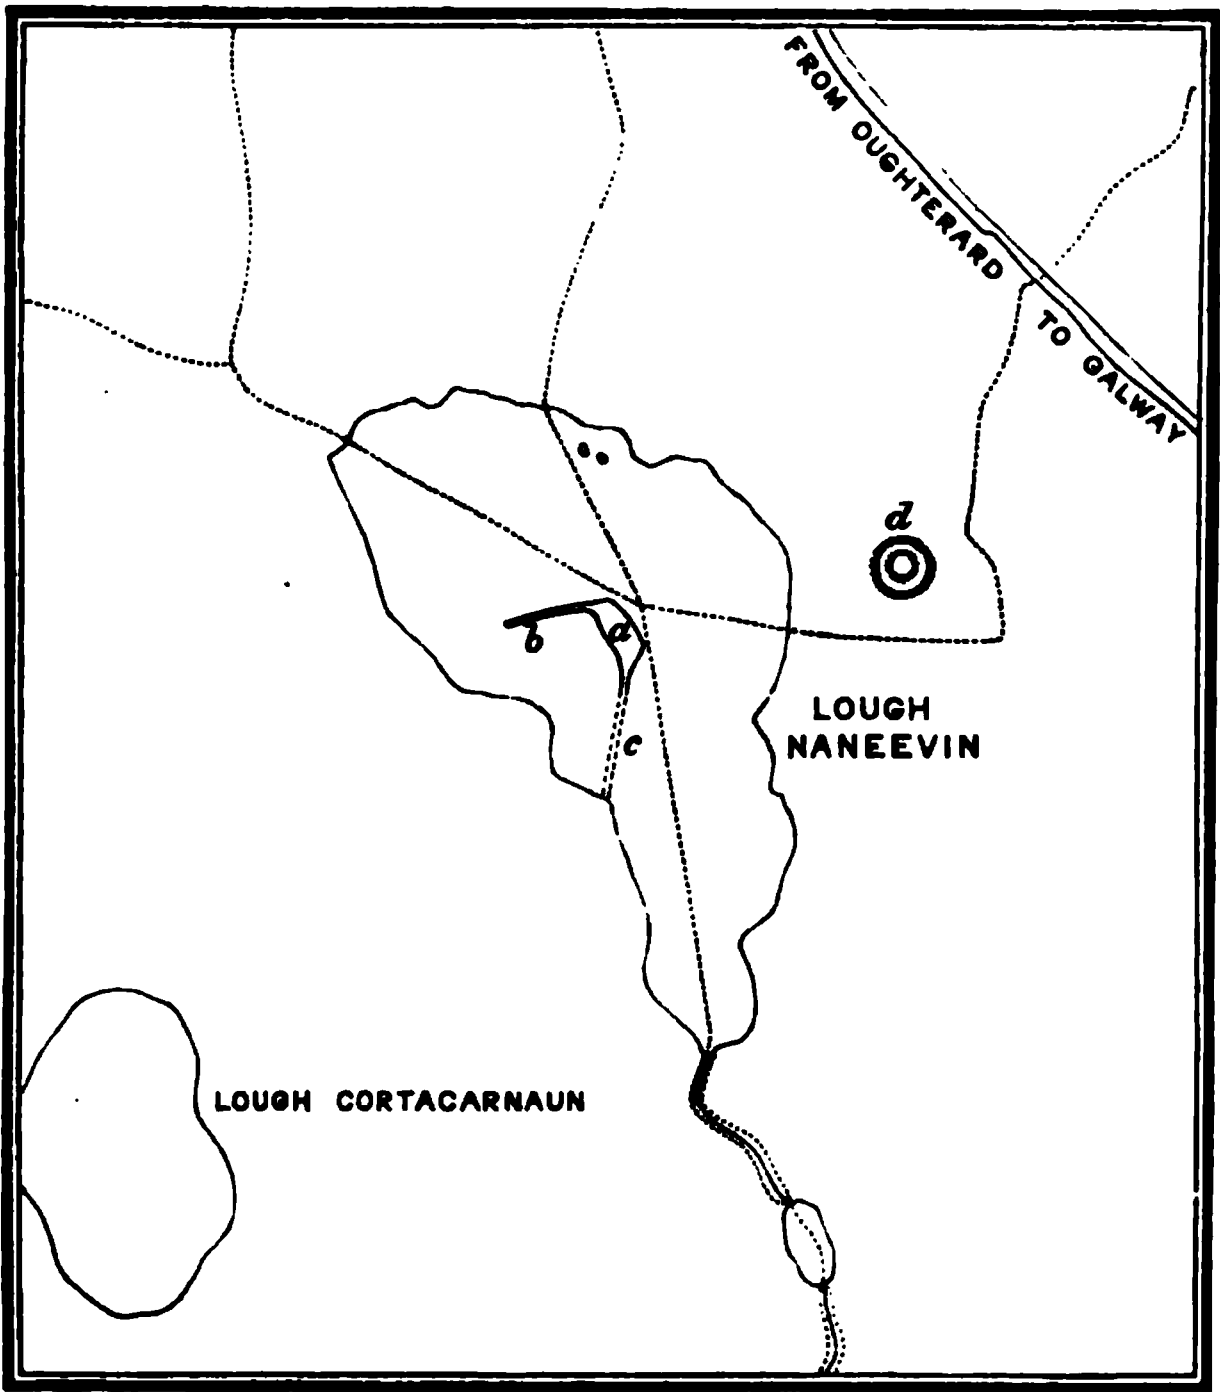 FROM OUGHTERARD TO GALWAY
d
b
d
c
LOUGH
NANEEVIN
LOUGH CORTACARNAUN